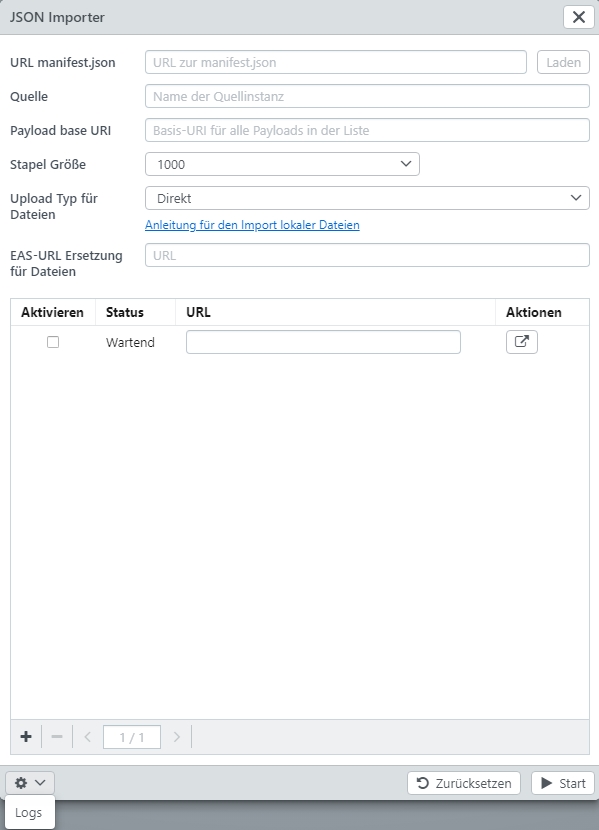 JSON Importer
URL manifest.json
URL zur manifest.json
Laden
Quelle
Name der Quellinstanz
Payload base URI
Basis-URI für alle Payloads in der Liste
Stapel Größe
1000
Upload Typ für
Dateien
Direkt
Anleitung für den Import lokaler Dateien
EAS-URL Ersetzung
für Dateien
URL
Aktivieren Status URL Aktionen
Wartend
1 / 1
Zurücksetzen
Start
Logs